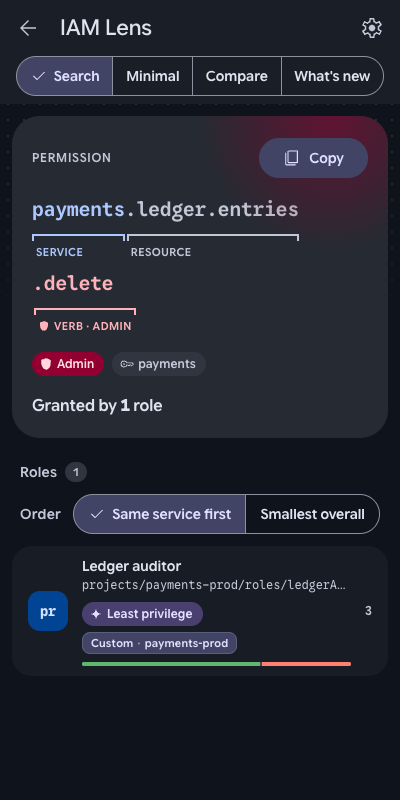 IAM Lens
Search
Minimal
Compare
What's new
PERMISSION
Copy
payments.ledger.entries
SERVICE
RESOURCE
.delete
VERB · ADMIN
Admin
payments
Granted by 1 role
Roles 1
Order
Same service first
Smallest overall
pr
Ledger auditor
projects/payments-prod/roles/ledgerA…
Least privilege
3
Custom · payments-prod